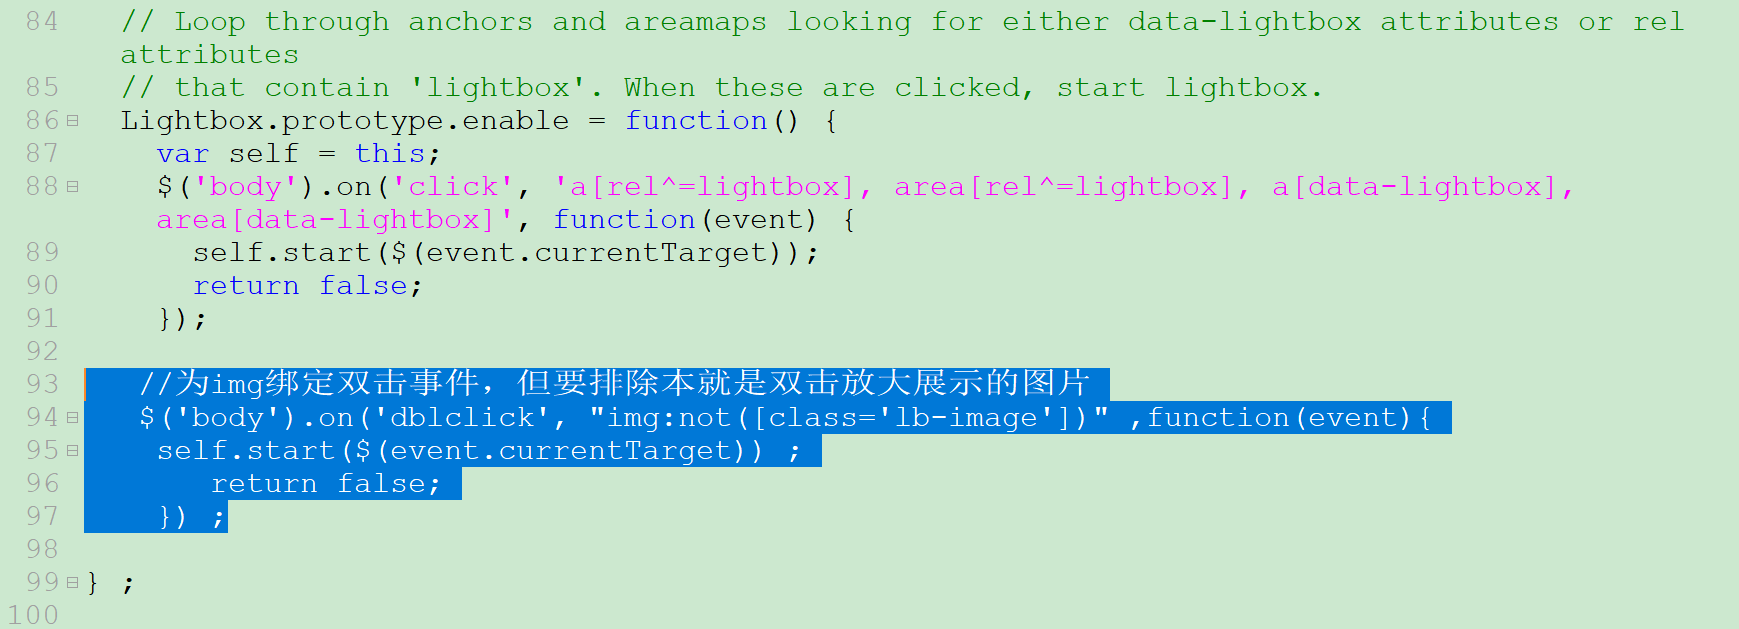 84 // Loop through anchors and areamaps looking for either data-lightbox attributes or rel
attributes
85 // that contain 'lightbox'. When these are clicked, start lightbox.
86 Lightbox.prototype.enable = function() {
87 var self = this;
88 $('body').on('click', 'a[rel^=lightbox], area[rel^=lightbox], a[data-lightbox],
area[data-lightbox]', function(event) {
89 self.start($(event.currentTarget));
90 return false;
91 });
92
93 //为img绑定双击事件，但要排除本就是双击放大展示的图片
94 $('body').on('dblclick', "img:not([class='lb-image'])" ,function(event){
95 self.start($(event.currentTarget)) ;
96 return false;
97 }) ;
98
99 } ;
100